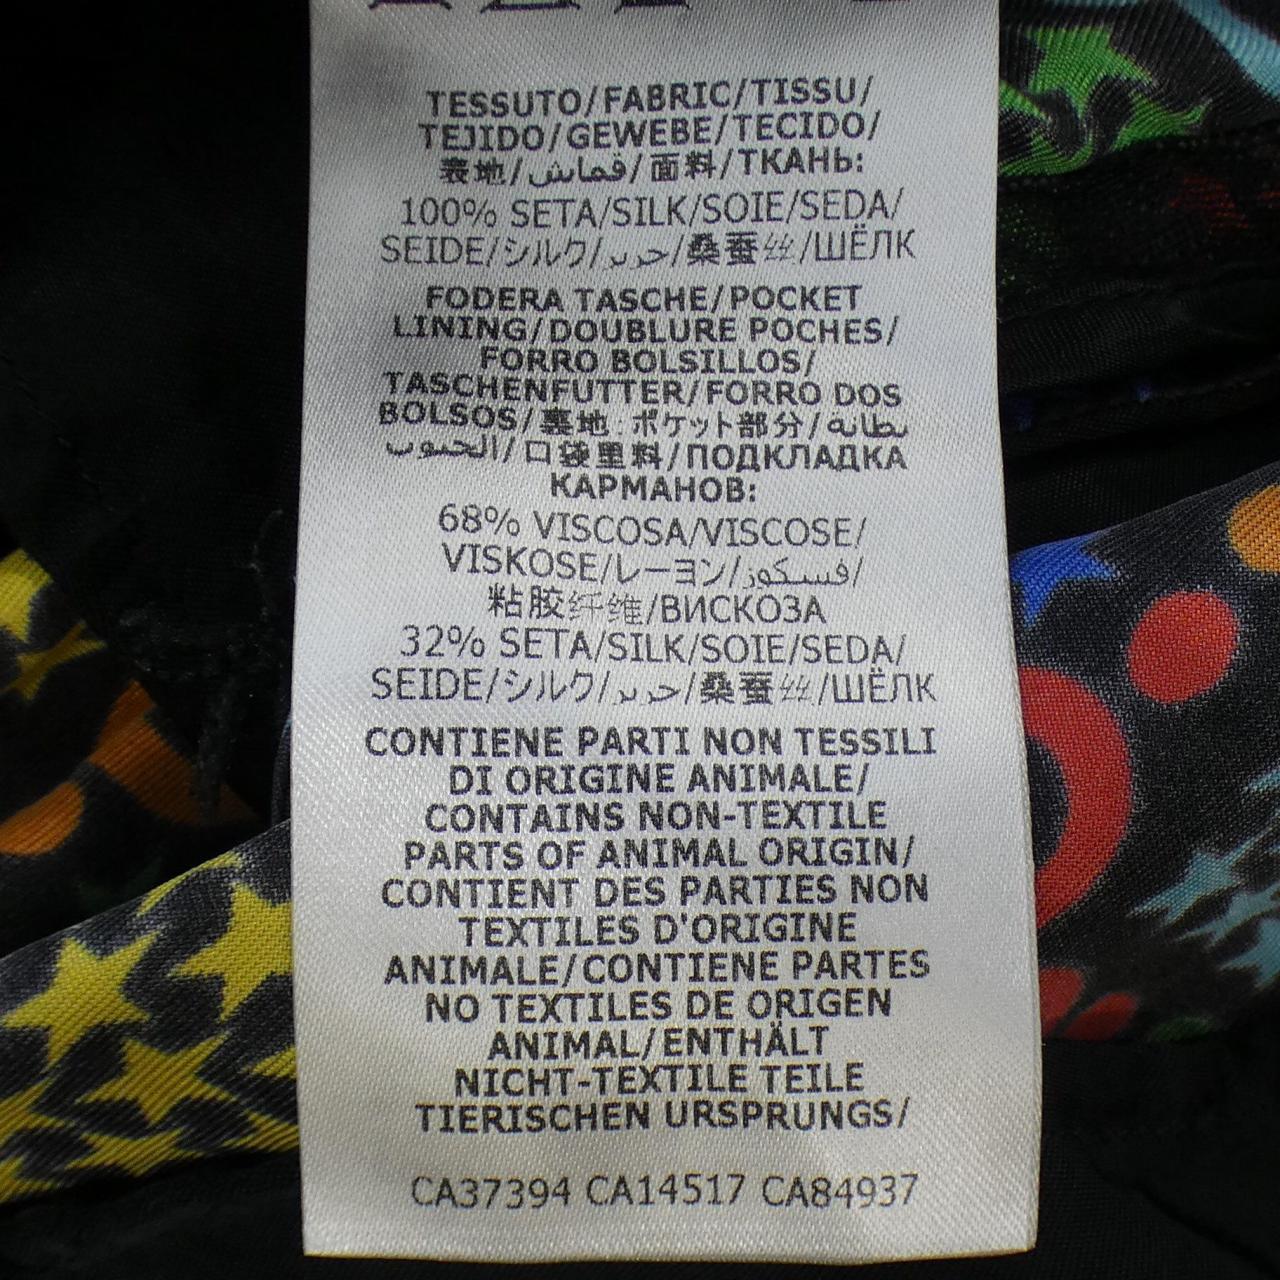 TESSUTO/FABRIC/TISSU/
TEJIDO/GEWEBE/TECIDO/
表地/قماش/面料/ТКАНЬ:
100% SETA/SILK/SOIE/SEDA/
SEIDE/シルク/حرير/桑蚕丝/ШЁЛК
FODERA TASCHE/POCKET
LINING/DOUBLURE POCHES/
FORRO BOLSILLOS/
TASCHENFUTTER/FORRO DOS
BOLSOS/裏地:ポケット部分/بطانة
الجيوب/口袋里料/ПОДКЛАДКА
КАРМАНОВ:
68% VISCOSA/VISCOSE/
VISKOSE/レーヨン/فسكوز/
粘胶纤维/ВИСКОЗА
32% SETA/SILK/SOIE/SEDA/
SEIDE/シルク/حرير/桑蚕丝/ШЁЛК
CONTIENE PARTI NON TESSILI
DI ORIGINE ANIMALE/
CONTAINS NON-TEXTILE
PARTS OF ANIMAL ORIGIN/
CONTIENT DES PARTIES NON
TEXTILES D'ORIGINE
ANIMALE/CONTIENE PARTES
NO TEXTILES DE ORIGEN
ANIMAL/ENTHÄLT
NICHT-TEXTILE TEILE
TIERISCHEN URSPRUNGS/
CA37394 CA14517 CA84937